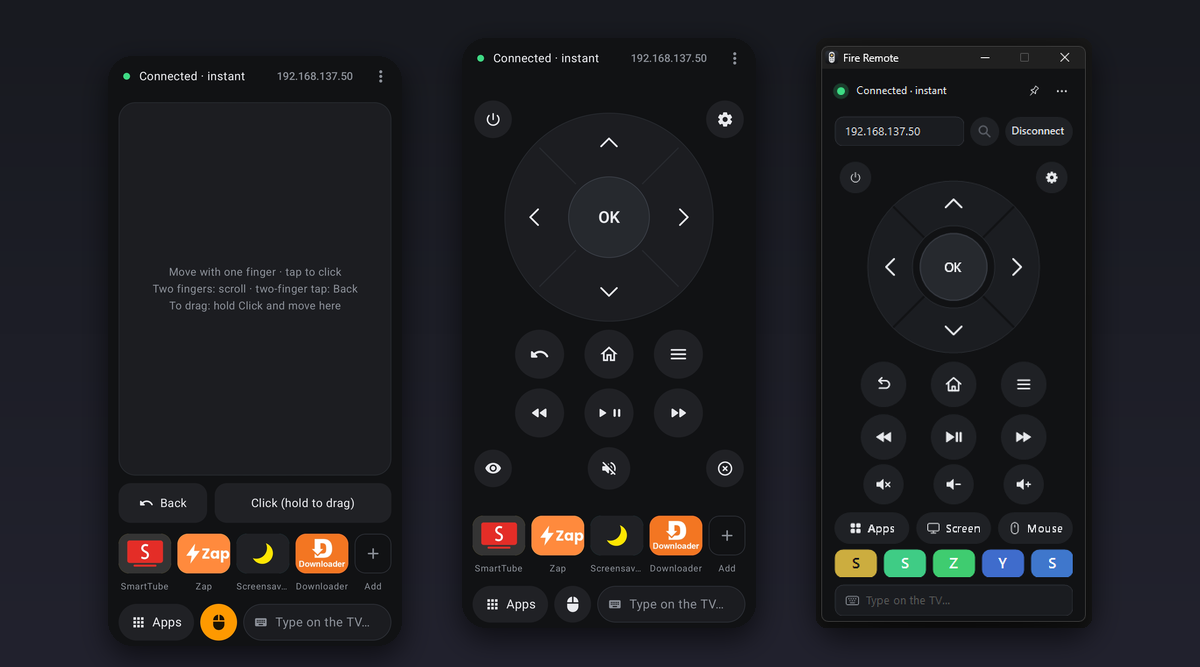 Connected · instant 192.168.137.50
Move with one finger · tap to click
Two fingers: scroll · two-finger tap: Back
To drag: hold Click and move here
Back
Click (hold to drag)
S
Zap
D
Downloader
SmartTube
Zap
Screensav...
Downloader
Add
Apps
Type on the TV...
Connected · instant 192.168.137.50
OK
S
Zap
D
Downloader
SmartTube
Zap
Screensav...
Downloader
Add
Apps
Type on the TV...
Fire Remote
Connected · instant
192.168.137.50
Disconnect
OK
Apps
Screen
Mouse
S
S
Z
Y
S
Type on the TV...